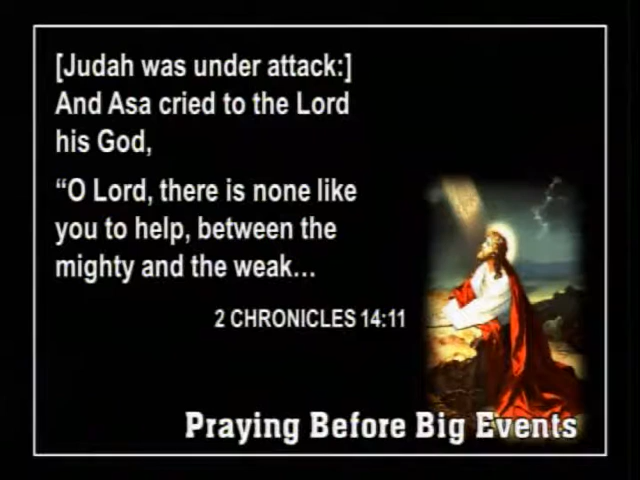 [Judah was under attack:]
And Asa cried to the Lord
his God,
“O Lord, there is none like
you to help, between the
mighty and the weak...
2 CHRONICLES 14:11
Praying Before Big Events